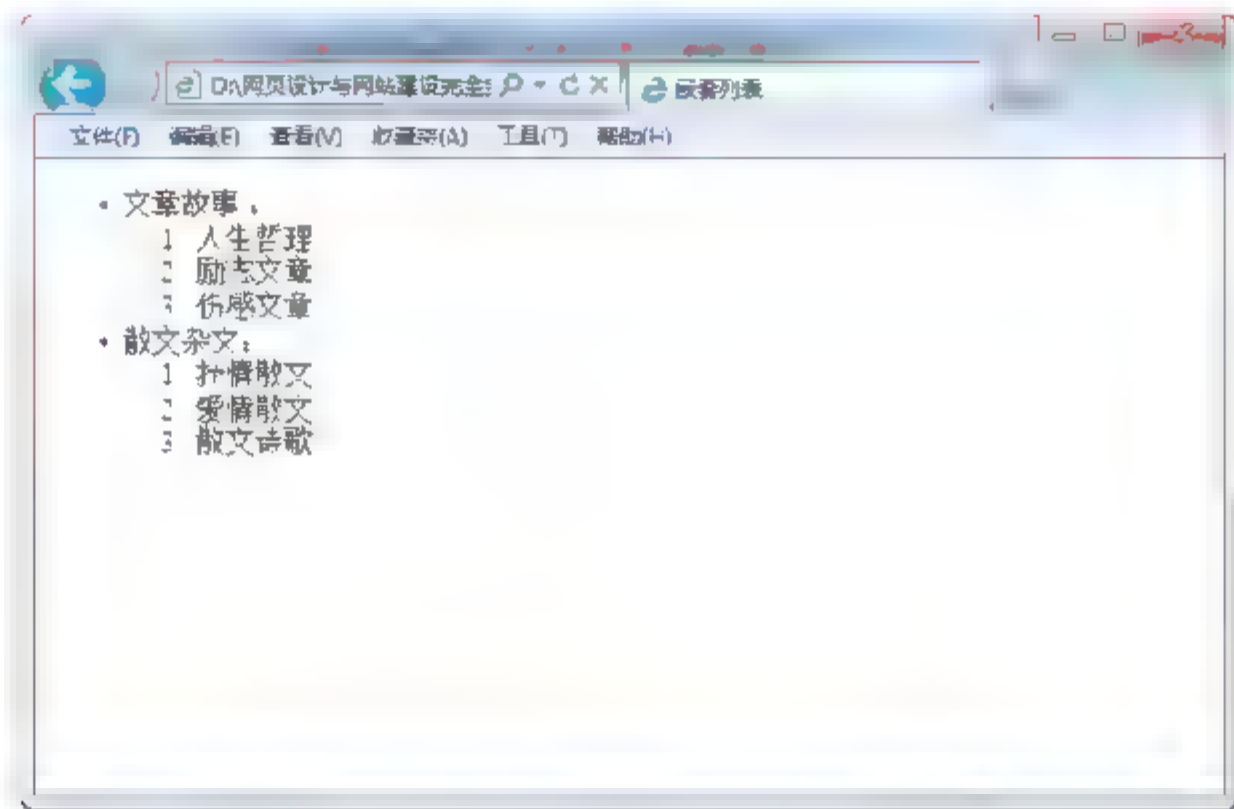 D:\网页设计与网站建设完全 嵌套列表
文件(F) 编辑(E) 查看(V) 收藏夹(A) 工具(T) 帮助(H)
• 文章故事:
1 人生哲理
2 励志文章
3 伤感文章
• 散文杂文:
1 抒情散文
2 爱情散文
3 散文诗歌